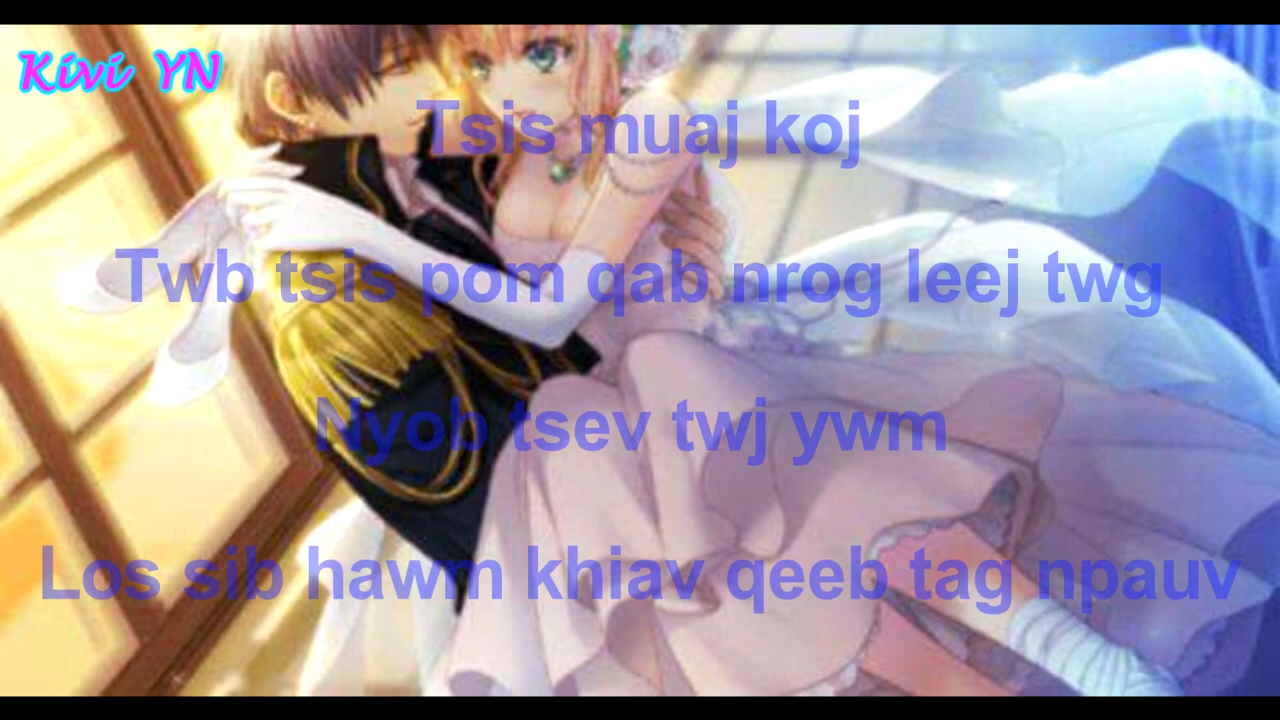 Kivi YN
Tsis muaj koj
Twb tsis pom qab nrog leej twg
Nyob tsev twj ywm
Los sib hawm khiav qeeb tag npauv